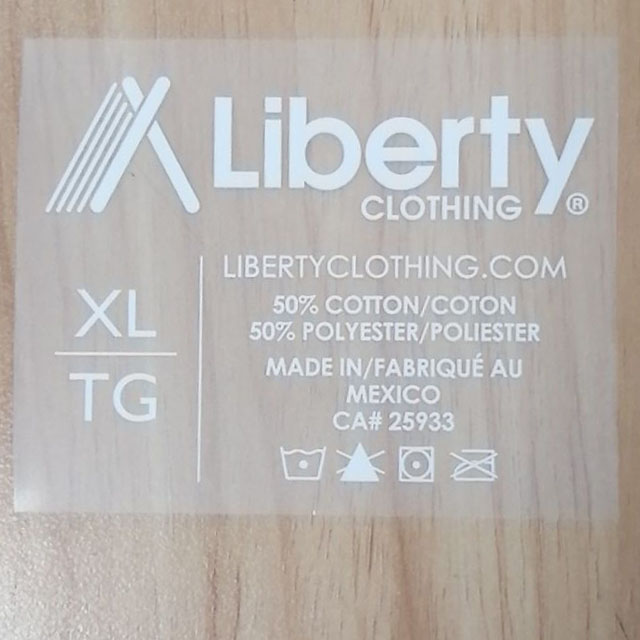 Liberty
CLOTHING ®
XL
TG
LIBERTYCLOTHING.COM
50% COTTON/COTON
50% POLYESTER/POLIESTER
MADE IN/FABRIQUÉ AU
MEXICO
CA# 25933